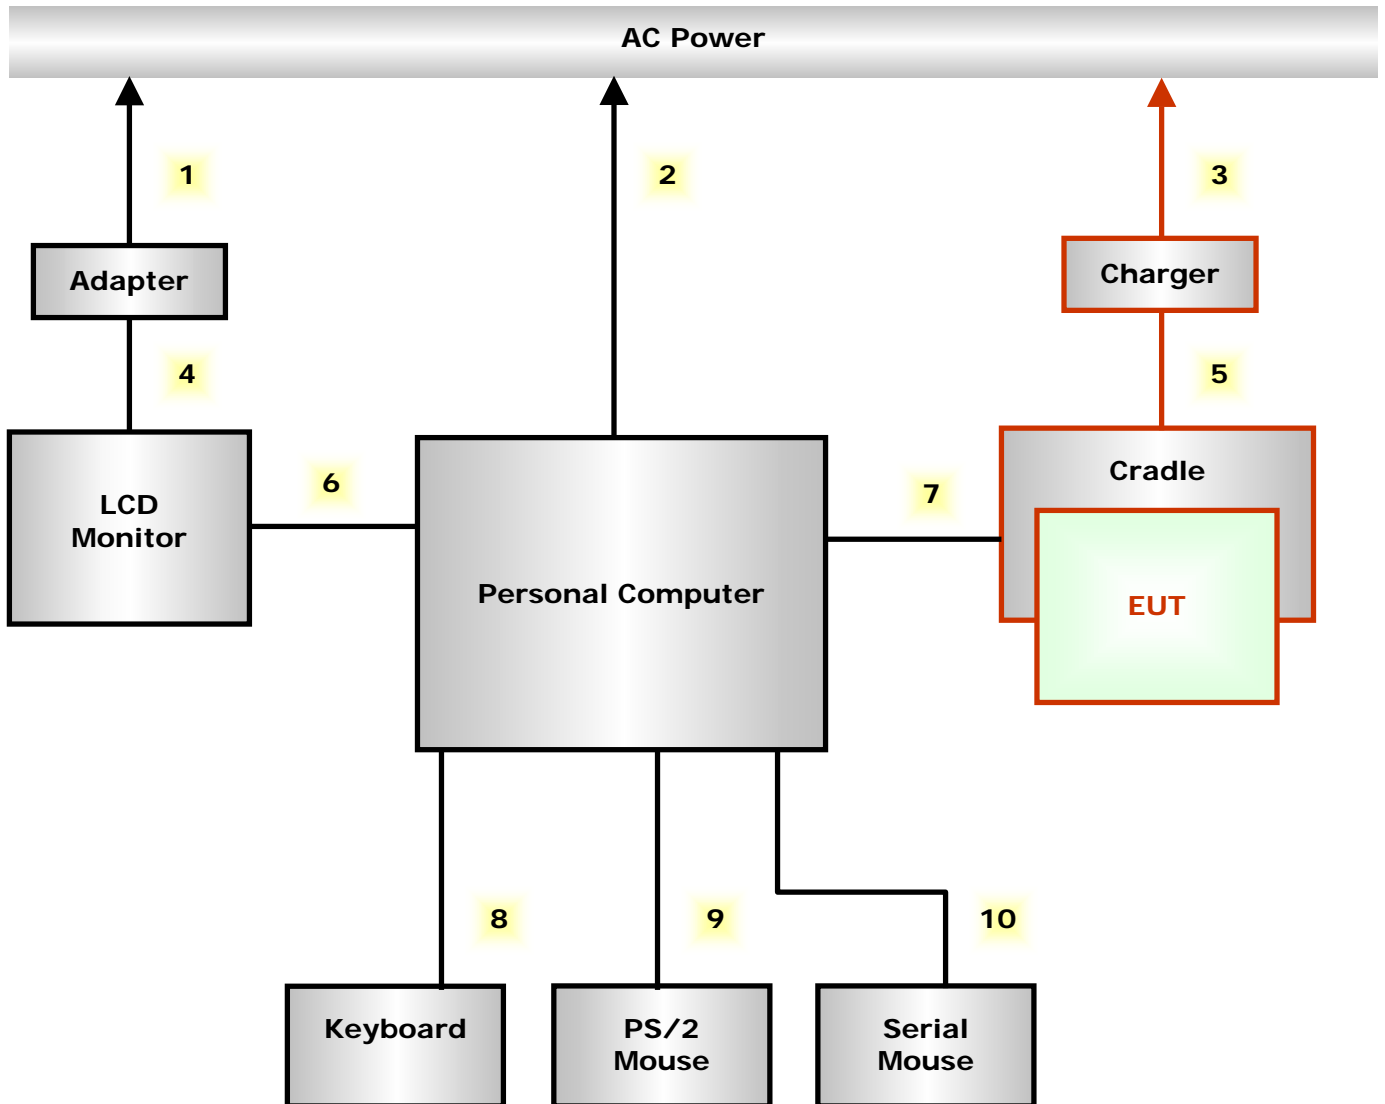 AC Power
1
2
3
Adapter
Charger
4
5
LCD
Monitor
6
Personal Computer
7
Cradle
EUT
8
9
10
Keyboard
PS/2
Mouse
Serial
Mouse